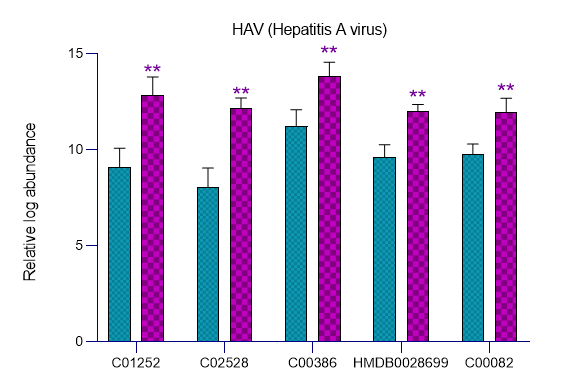 HAV (Hepatitis A virus)
Relative log abundance
15
10
5
0
** ** ** ** **
C01252 C02528 C00386 HMDB0028699 C00082